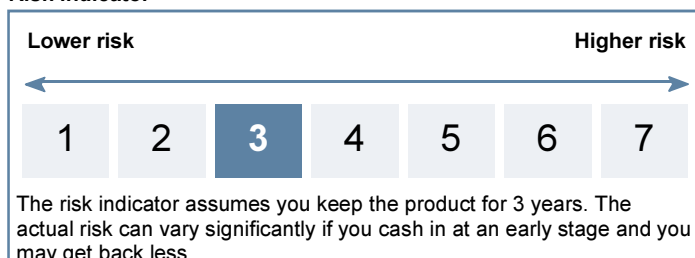 Lower risk Higher risk
1 2 3 4 5 6 7
The risk indicator assumes you keep the product for 3 years. The
actual risk can vary significantly if you cash in at an early stage and you
may get back less